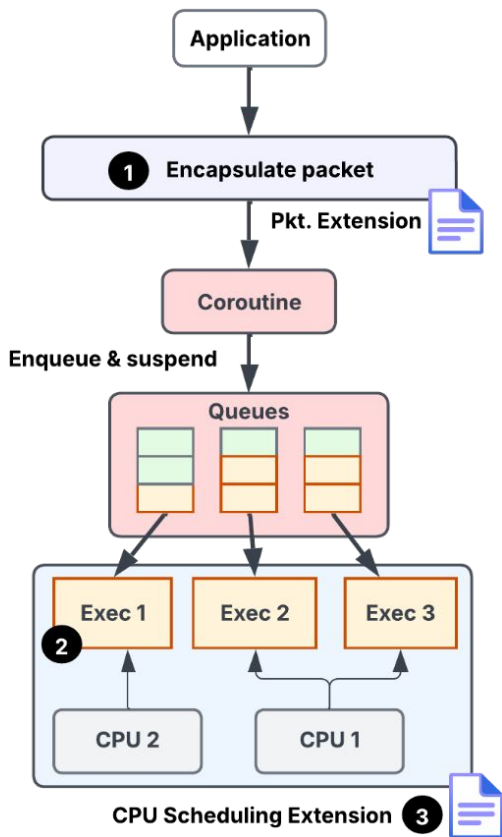 Application
1 Encapsulate packet
Pkt. Extension
Coroutine
Enqueue & suspend
Queues
Exec 1
Exec 2
Exec 3
2
CPU 2
CPU 1
CPU Scheduling Extension 3